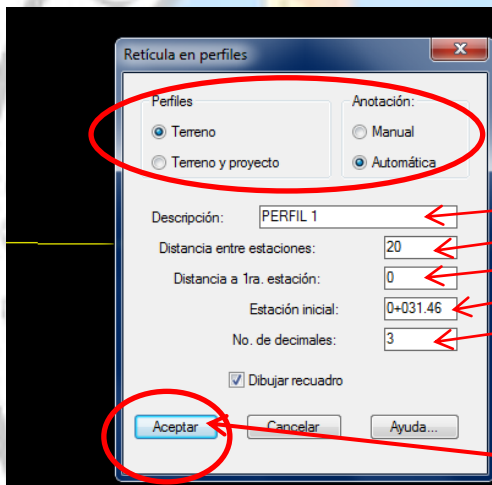 Retícula en perfiles
x
Perfiles
Anotación:
Terreno
Manual
Terreno y proyecto
Automática
Descripción: PERFIL 1
Distancia entre estaciones: 20
Distancia a 1ra. estación: 0
Estación inicial: 0+031.46
No. de decimales: 3
Dibujar recuadro
Aceptar
Cancelar
Ayuda...